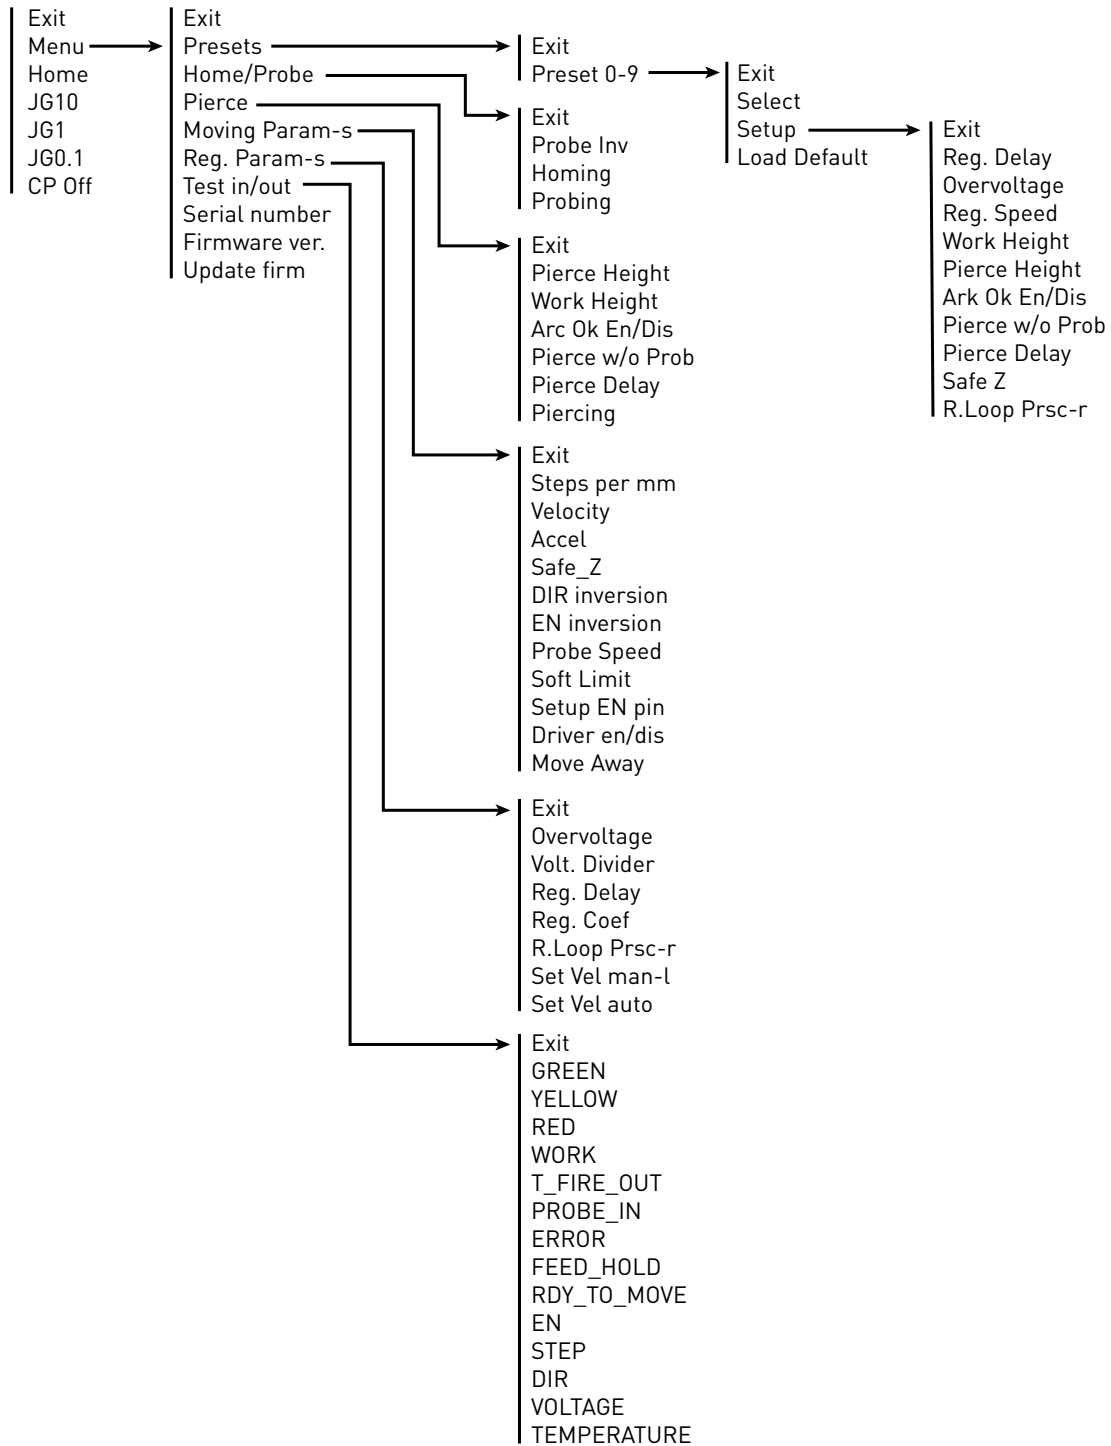 Exit
Menu
Home
JG10
JG1
JG0.1
CP Off
Exit
Presets
Home/Probe
Pierce
Moving Param-s
Reg. Param-s
Test in/out
Serial number
Firmware ver.
Update firm
Exit
Preset 0-9
Exit
Select
Setup
Load Default
Exit
Reg. Delay
Overvoltage
Reg. Speed
Work Height
Pierce Height
Ark Ok En/Dis
Pierce w/o Prob
Pierce Delay
Safe Z
R.Loop Prsc-r
Exit
Probe Inv
Homing
Probing
Exit
Pierce Height
Work Height
Arc Ok En/Dis
Pierce w/o Prob
Pierce Delay
Piercing
Exit
Steps per mm
Velocity
Accel
Safe_Z
DIR inversion
EN inversion
Probe Speed
Soft Limit
Setup EN pin
Driver en/dis
Move Away
Exit
Overvoltage
Volt. Divider
Reg. Delay
Reg. Coef
R.Loop Prsc-r
Set Vel man-l
Set Vel auto
Exit
GREEN
YELLOW
RED
WORK
T_FIRE_OUT
PROBE_IN
ERROR
FEED_HOLD
RDY_TO_MOVE
EN
STEP
DIR
VOLTAGE
TEMPERATURE